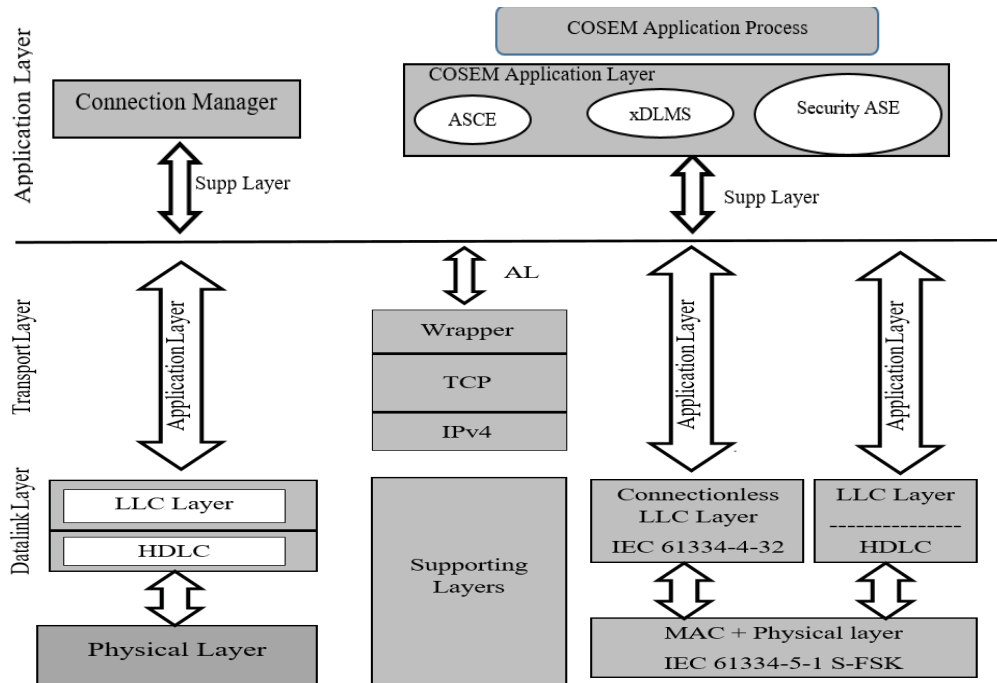 COSEM Application Process
Application Layer
COSEM Application Layer
Connection Manager
ASCE
xDLMS
Security ASE
Supp Layer
Supp Layer
AL
Transport Layer
Application Layer
Wrapper
TCP
IPv4
Application Layer
Application Layer
Datalink Layer
LLC Layer
HDLC
Supporting
Layers
Connectionless
LLC Layer
IEC 61334-4-32
LLC Layer
---------------
HDLC
Physical Layer
MAC + Physical layer
IEC 61334-5-1 S-FSK